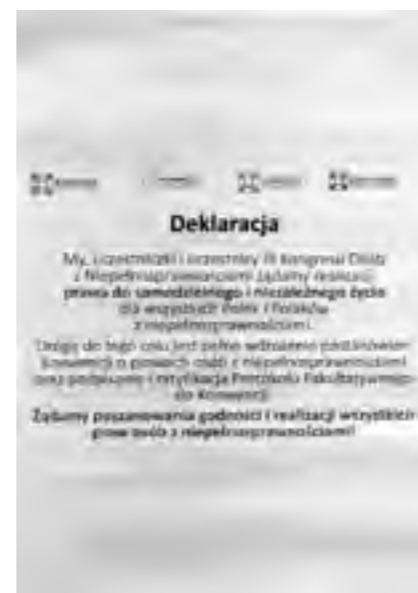 Deklaracja
My, uczestniczki i uczestnicy III Kongresu Osób
z Niepełnosprawnościami żądamy realizacji
prawa do samodzielnego i niezależnego życia
dla wszystkich Polek i Polaków
z niepełnosprawnościami.
Drogą do tego celu jest pełne wdrożenie postanowień
Konwencji o prawach osób z niepełnosprawnościami
oraz podpisanie i ratyfikacja Protokołu Fakultatywnego
do Konwencji.
Żądamy poszanowania godności i realizacji wszystkich
praw osób z niepełnosprawnościami!